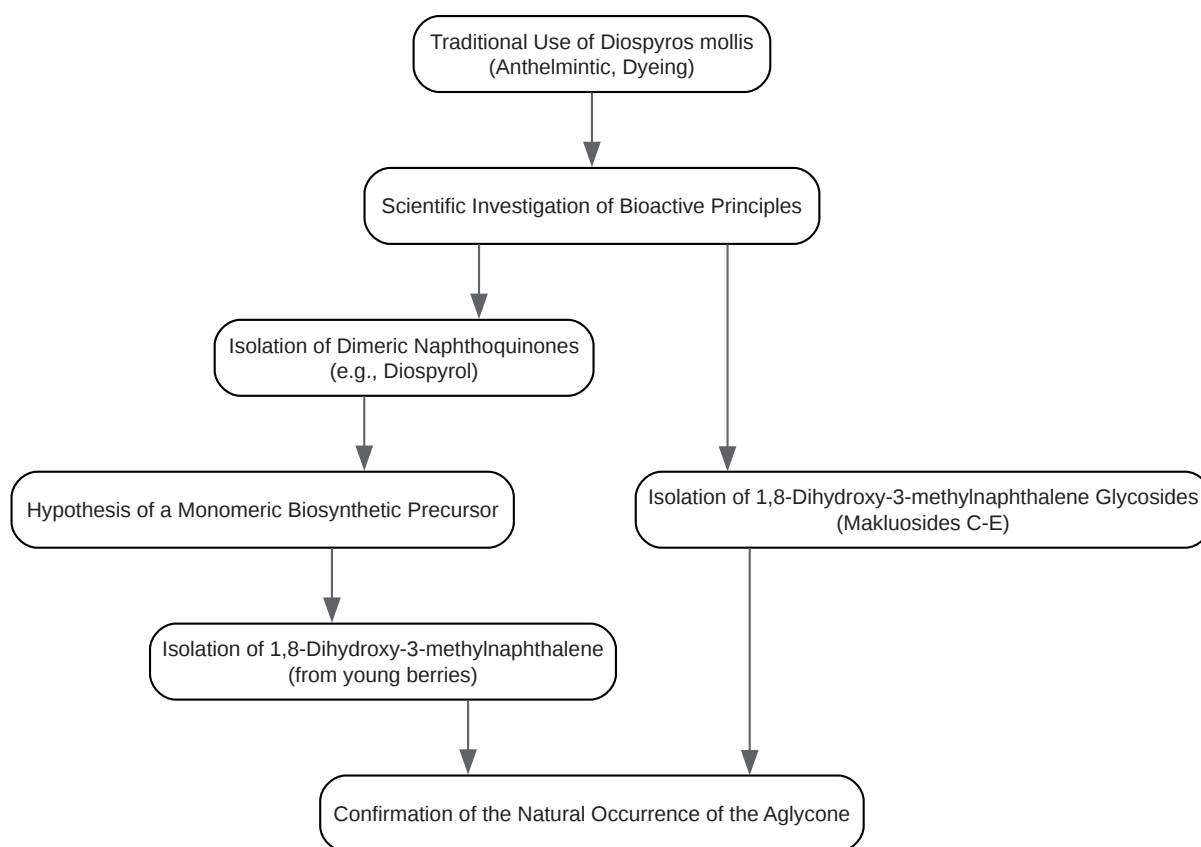 Traditional Use of Diospyros mollis
(Anthelmintic, Dyeing)
Scientific Investigation of Bioactive Principles
Isolation of Dimeric Naphthoquinones
(e.g., Diospyrol)
Hypothesis of a Monomeric Biosynthetic Precursor
Isolation of 1,8-Dihydroxy-3-methylnaphthalene Glycosides
(Makluosides C-E)
Isolation of 1,8-Dihydroxy-3-methylnaphthalene
(from young berries)
Confirmation of the Natural Occurrence of the Aglycone